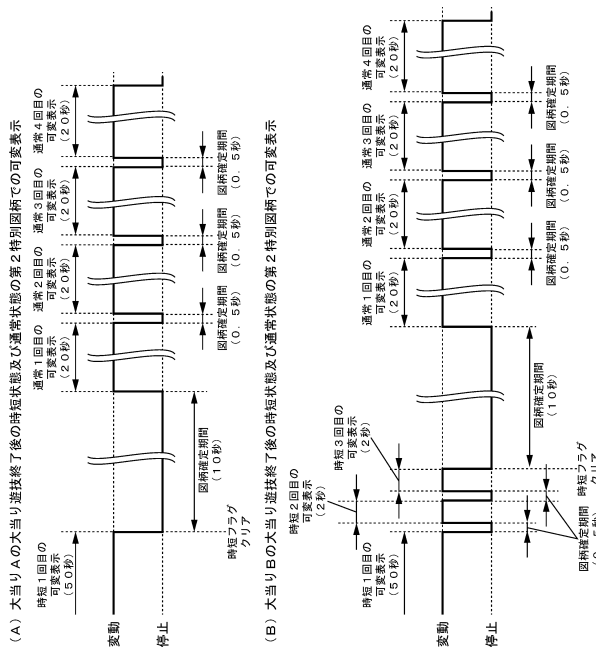 （A）大当りAの大当り遊技終了後の時短状態及び通常状態の第２特別図柄での可変表示
時短１回目の
可変表示
（５０秒）
通常１回目の
可変表示
（２０秒）
通常２回目の
可変表示
（２０秒）
通常３回目の
可変表示
（２０秒）
通常４回目の
可変表示
（２０秒）
変動
停止
時短フラグ
クリア
図柄確定期間
（１０秒）
図柄確定期間
（０．５秒）
図柄確定期間
（０．５秒）
図柄確定期間
（０．５秒）
（B）大当りBの大当り遊技終了後の時短状態及び通常状態の第２特別図柄での可変表示
時短１回目の
可変表示
（５０秒）
時短２回目の
可変表示
（２秒）
時短３回目の
可変表示
（２秒）
通常１回目の
可変表示
（２０秒）
通常２回目の
可変表示
（２０秒）
通常３回目の
可変表示
（２０秒）
通常４回目の
可変表示
（２０秒）
変動
停止
図柄確定期間
時短フラグ
クリア
図柄確定期間
（１０秒）
図柄確定期間
（０．５秒）
図柄確定期間
（０．５秒）
図柄確定期間
（０．５秒）